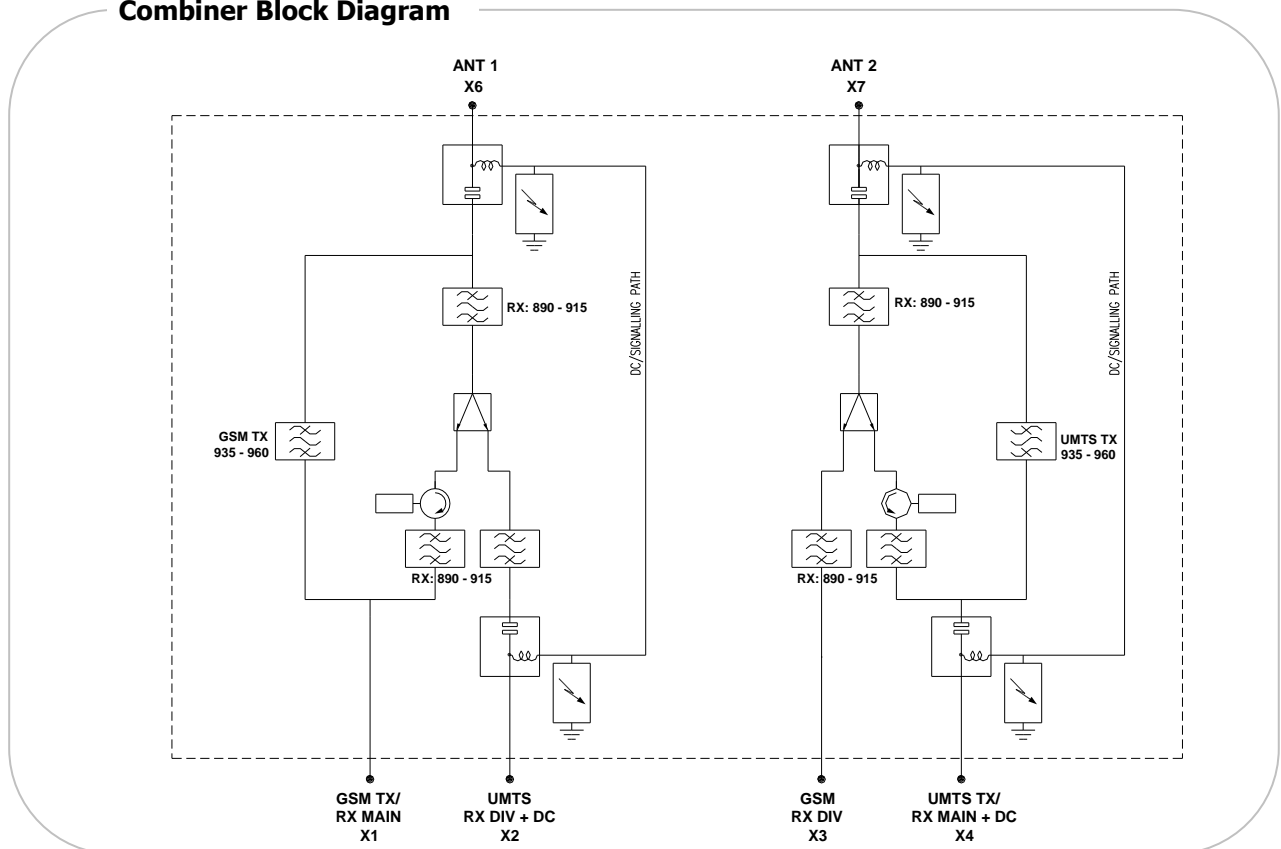 Combiner Block Diagram
ANT 1
X6
ANT 2
X7
RX: 890 - 915
DC/SIGNALLING PATH
RX: 890 - 915
DC/SIGNALLING PATH
GSM TX
935 - 960
UMTS TX
935 - 960
RX: 890 - 915
RX: 890 - 915
GSM TX/
RX MAIN
X1
UMTS
RX DIV + DC
X2
GSM
RX DIV
X3
UMTS TX/
RX MAIN + DC
X4